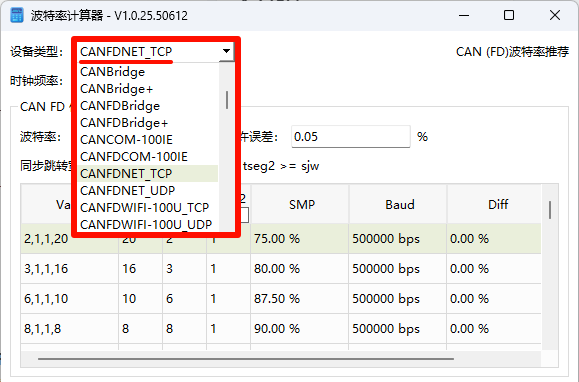 波特率计算器 - V1.0.25.50612
设备类型: CANFDNET_TCP CAN (FD)波特率推荐
时钟频率:
CANBridge
CANBridge+
CANFDBridge
CANFDBridge+
CANCOM-100IE
CANFDCOM-100IE
CANFDNET_TCP
CANFDNET_UDP
CANFDWIFI-100U_TCP
CANFDWIFI-100U_UDP
CAN FD
波特率: 许误差: 0.05 %
同步跳转 tseg2 >= sjw
Va 2 SMP Baud Diff
2,1,1,20 20 2 1 75.00 % 500000 bps 0.00 %
3,1,1,16 16 3 1 80.00 % 500000 bps 0.00 %
6,1,1,10 10 6 1 87.50 % 500000 bps 0.00 %
8,1,1,8 8 8 1 90.00 % 500000 bps 0.00 %